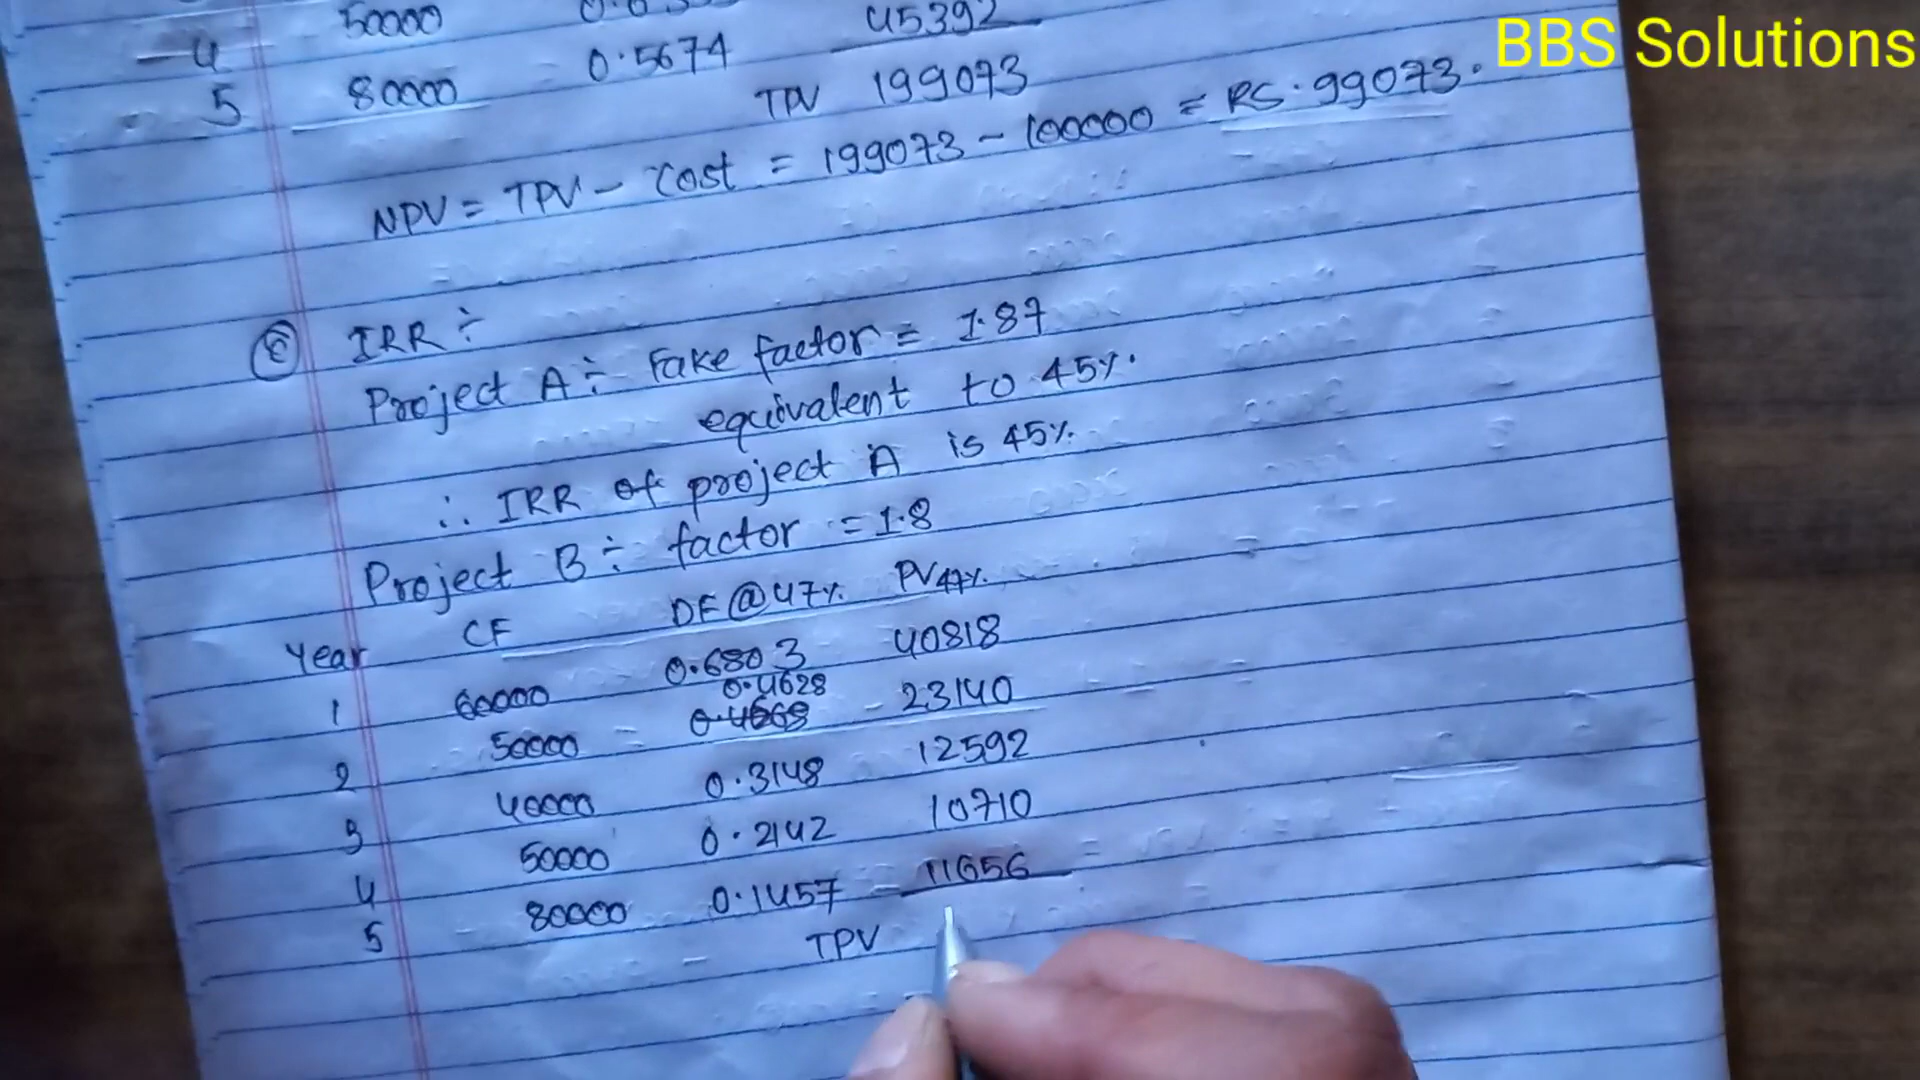 BBS Solutions
4 50000 45392
5 80000 0.5674
TPV 199073
NPV = TPV - Cost = 199073 - 100000 = RS. 99073.
IRR ÷
Project A ÷ Fake factor = 1.87
equivalent to 45%.
∴ IRR of project A is 45%.
Project B ÷ factor = 1.8
Year CF DF@47% PV47%.
1 60000 0.6803 40818
0.4628
2 50000 23140
3 40000 0.3148 12592
4 50000 0.2142 10710
5 80000 0.1457 11656
TPV